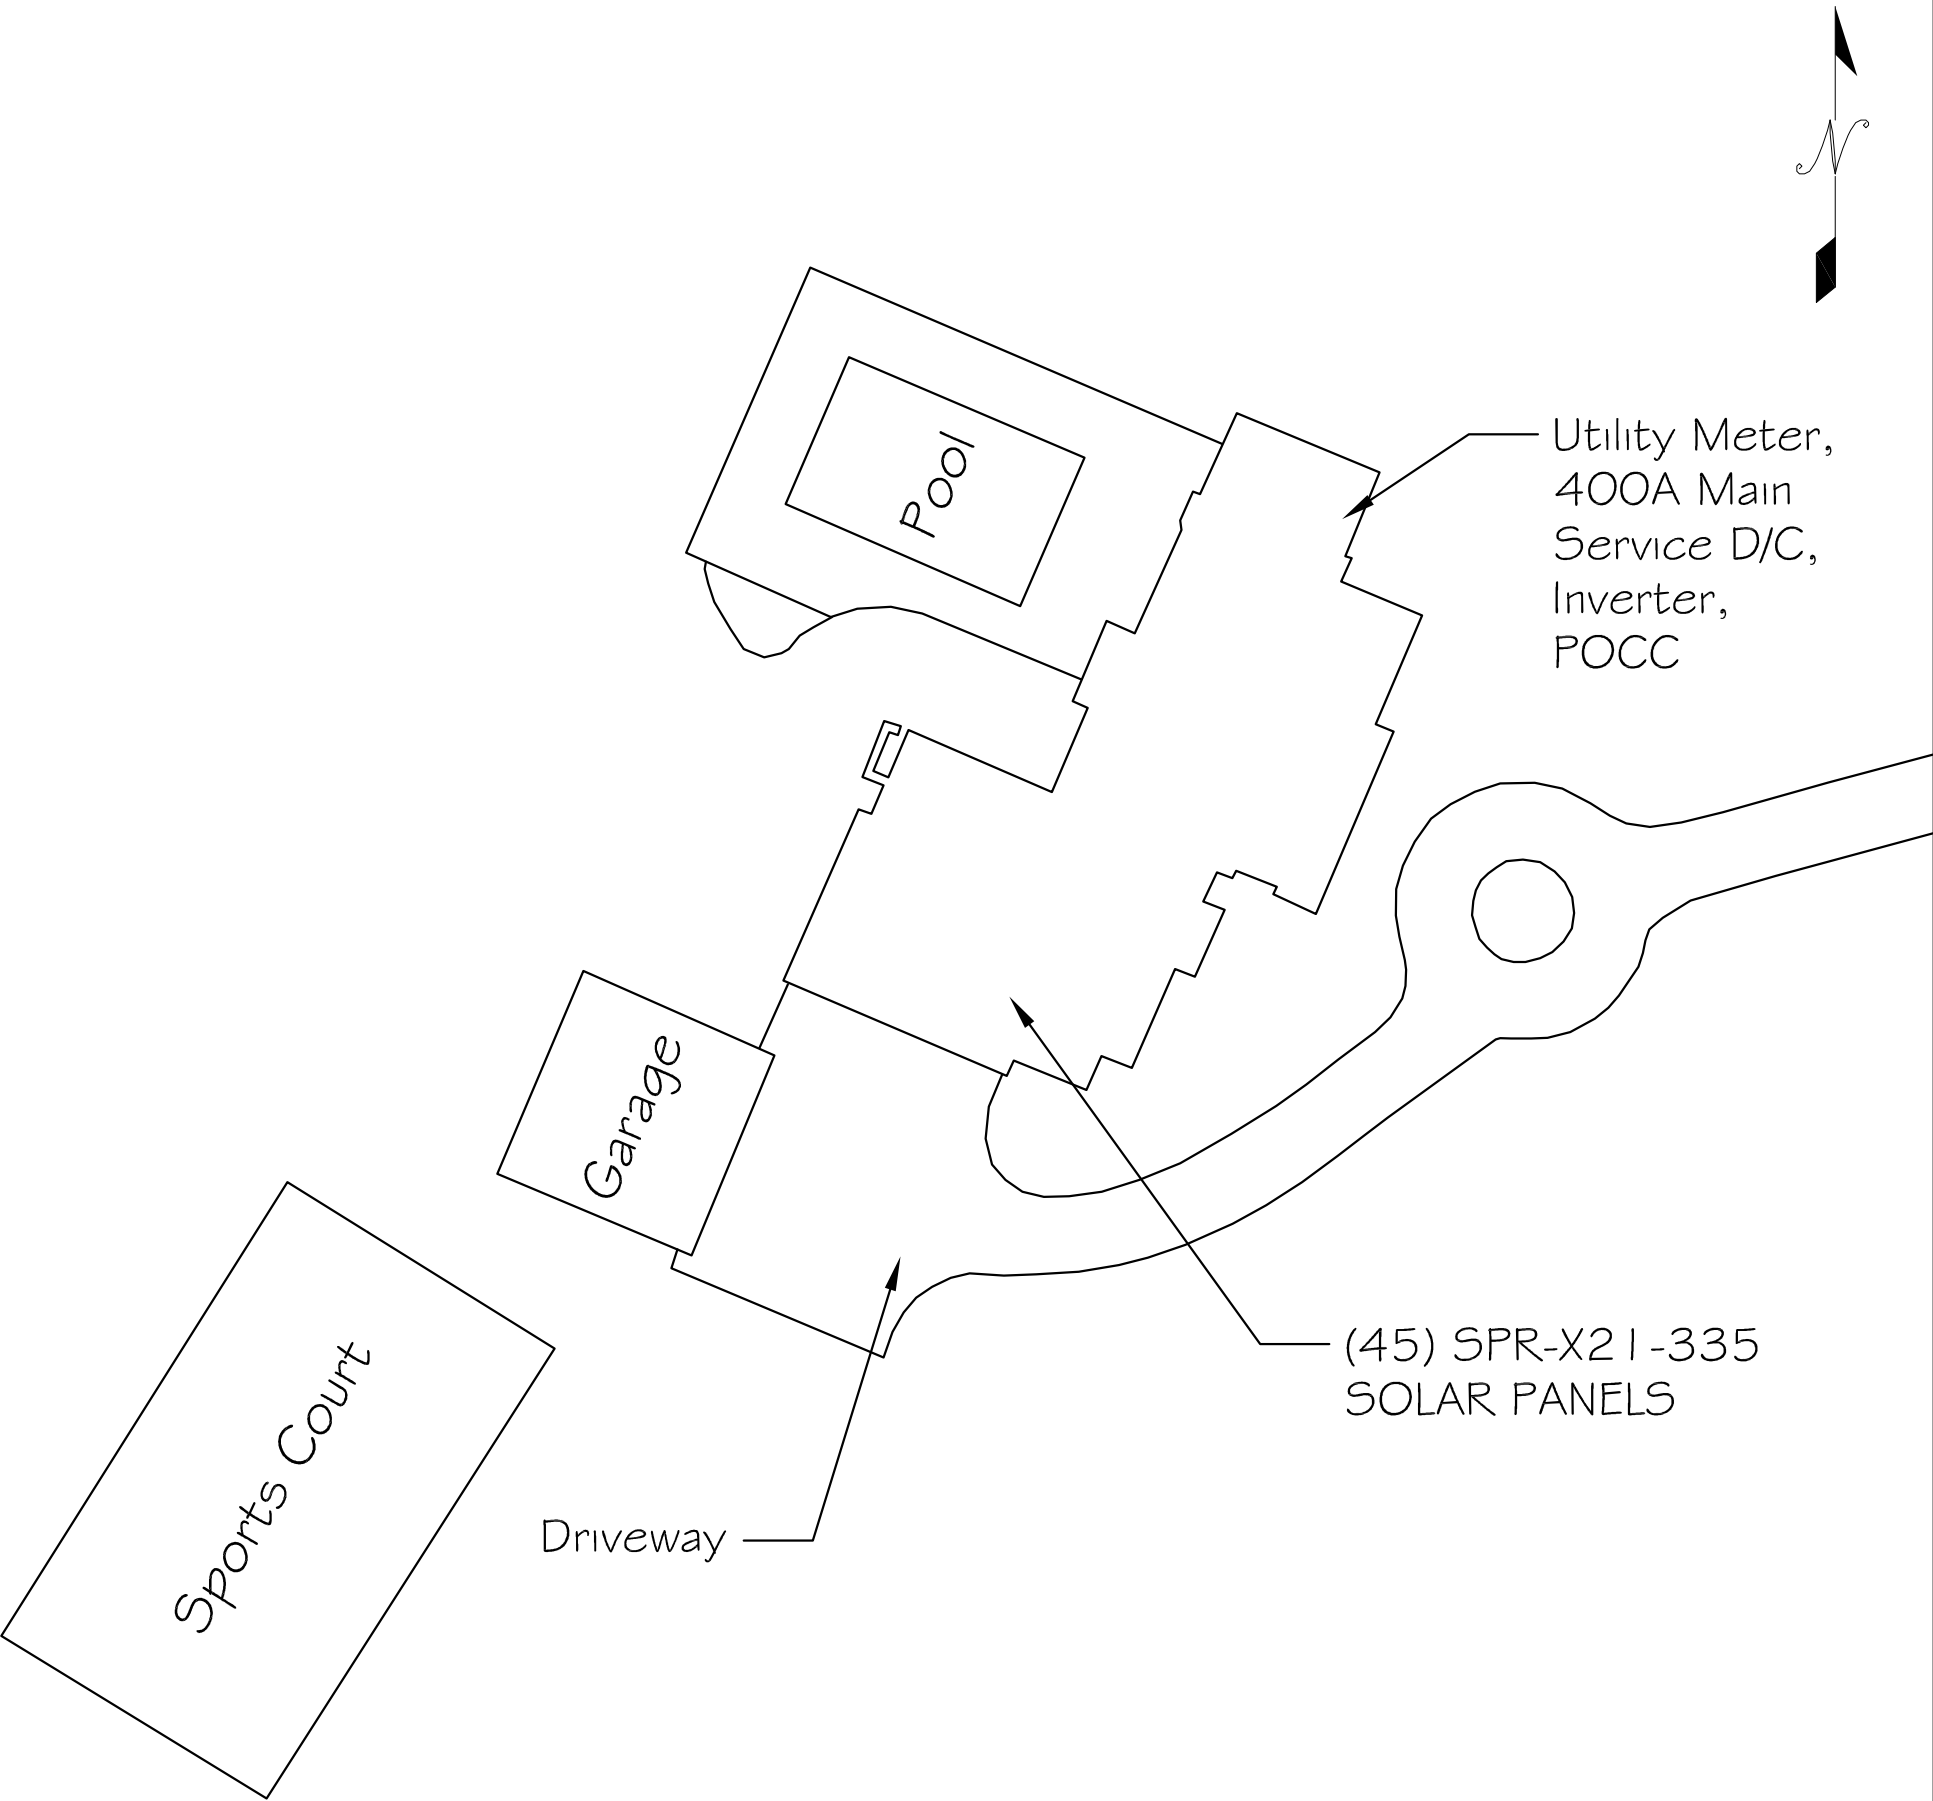 N
Pool
Utility Meter,
400A Main
Service D/C,
Inverter,
POCC
Garage
(45) SPR-X21-335
SOLAR PANELS
Sports Court
Driveway